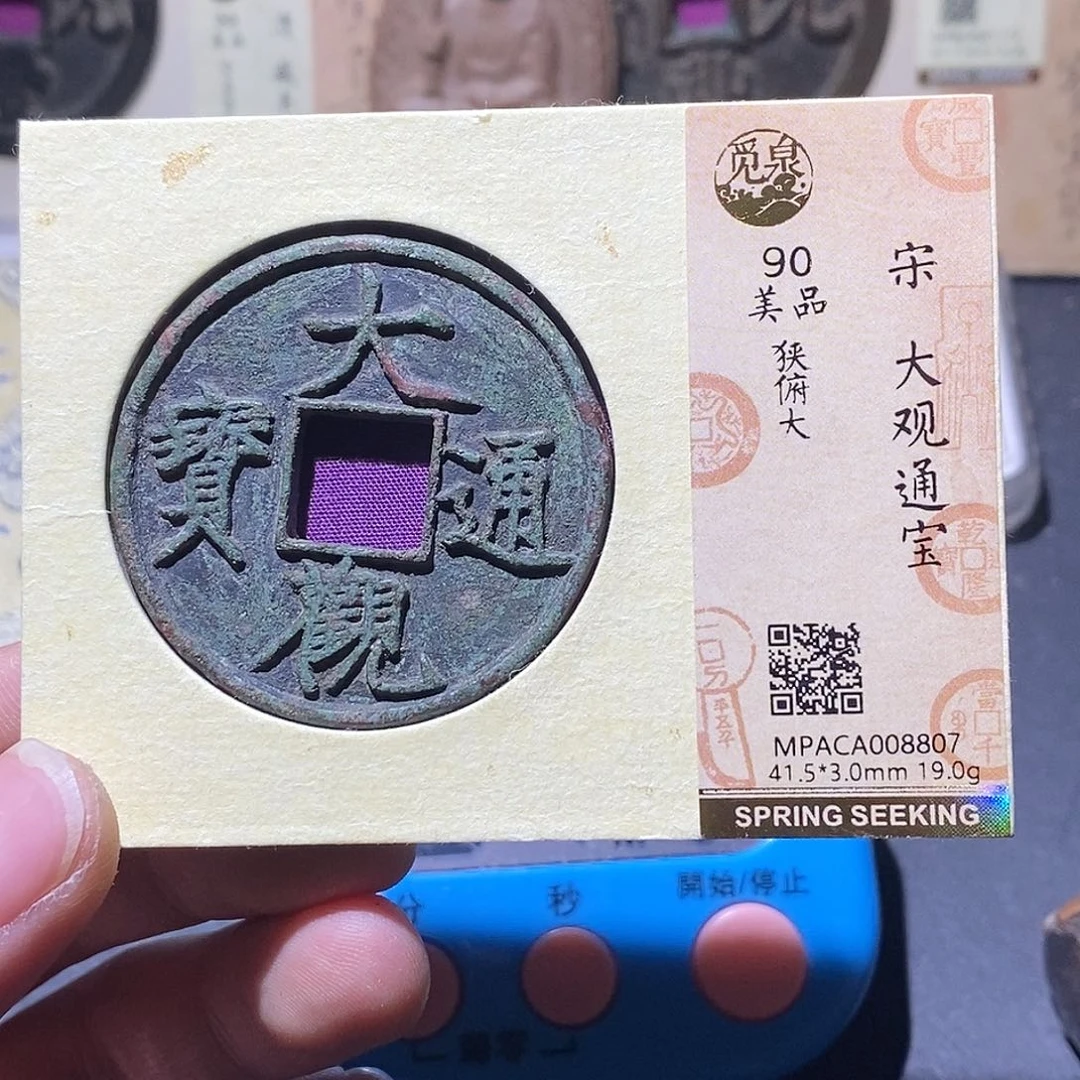 大
寶 通
觀
觅泉
90
美品
狭俯大
宋 大观通宝
MPACA008807
41.5*3.0mm 19.0g
SPRING SEEKING
分 秒 開始/停止